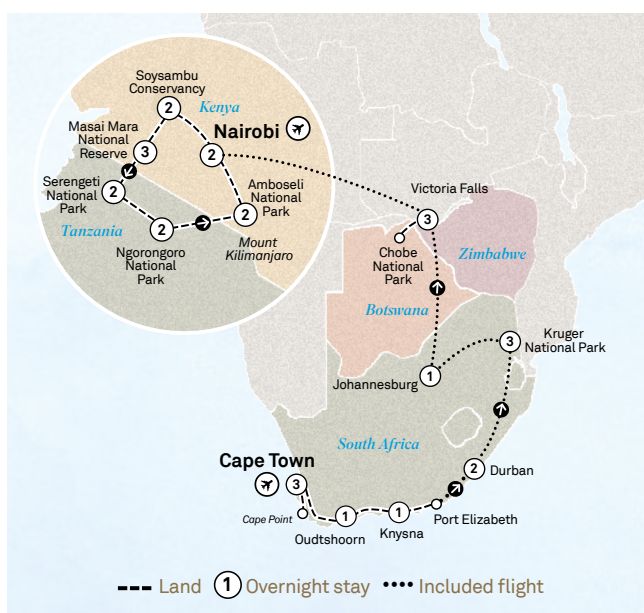 Soysambu
Conservancy
2
Kenya
Nairobi
Masai Mara
National
Reserve
3
2
Serengeti
National
Park
2
Amboseli
National
Park
2
Tanzania
2
Ngorongoro
National
Park
Mount
Kilimanjaro
Victoria Falls
3
Chobe
National
Park
Zimbabwe
Botswana
Kruger
National Park
3
Johannesburg
1
South Africa
Cape Town
3
2
Durban
Cape Point
1
Oudtshoorn
1
Knysna
Port Elizabeth
Land
1 Overnight stay
Included flight